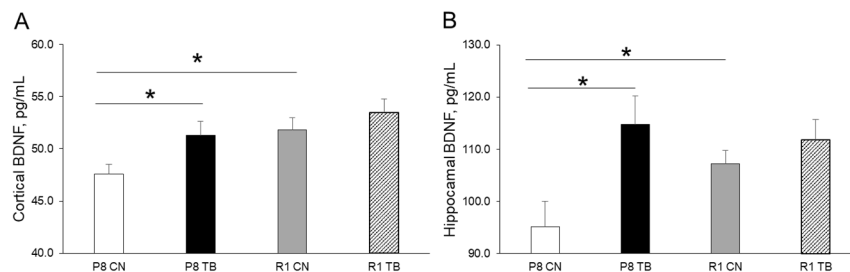 A
Cortical BDNF, pg/mL
60.0
55.0
50.0
45.0
40.0
*
*
P8 CN P8 TB R1 CN R1 TB
B
Hippocamal BDNF, pg/mL
130.0
120.0
110.0
100.0
90.0
*
*
P8 CN P8 TB R1 CN R1 TB